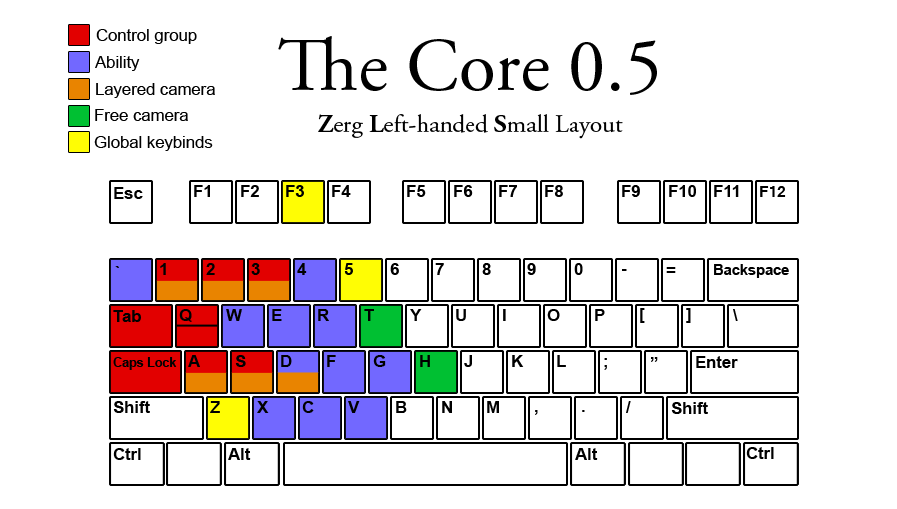 Control group
Ability
Layered camera
Free camera
Global keybinds
The Core 0.5
Zerg Left-handed Small Layout
Esc F1 F2 F3 F4 F5 F6 F7 F8 F9 F10 F11 F12
` 1 2 3 4 5 6 7 8 9 0 - = Backspace
Tab Q W E R T Y U I O P [ ] \
Caps Lock A S D F G H J K L ; ” Enter
Shift Z X C V B N M , . / Shift
Ctrl Alt Alt Ctrl